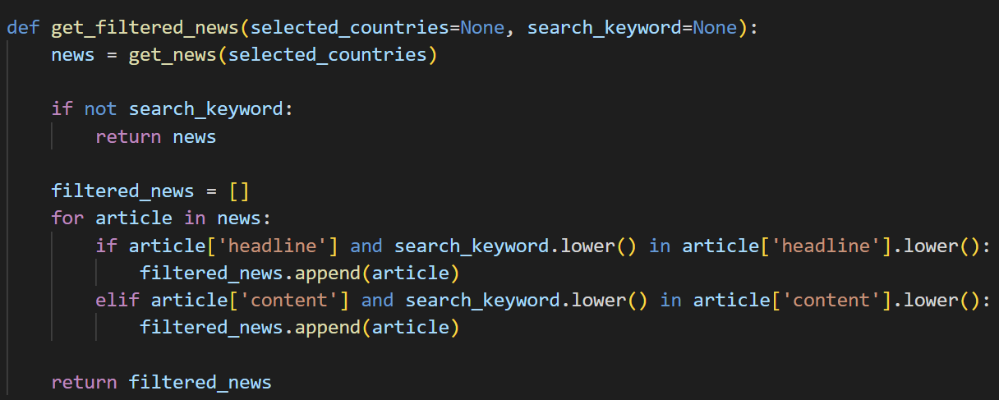 def get_filtered_news(selected_countries=None, search_keyword=None):
    news = get_news(selected_countries)

    if not search_keyword:
        return news

    filtered_news = []
    for article in news:
        if article['headline'] and search_keyword.lower() in article['headline'].lower():
            filtered_news.append(article)
        elif article['content'] and search_keyword.lower() in article['content'].lower():
            filtered_news.append(article)

    return filtered_news